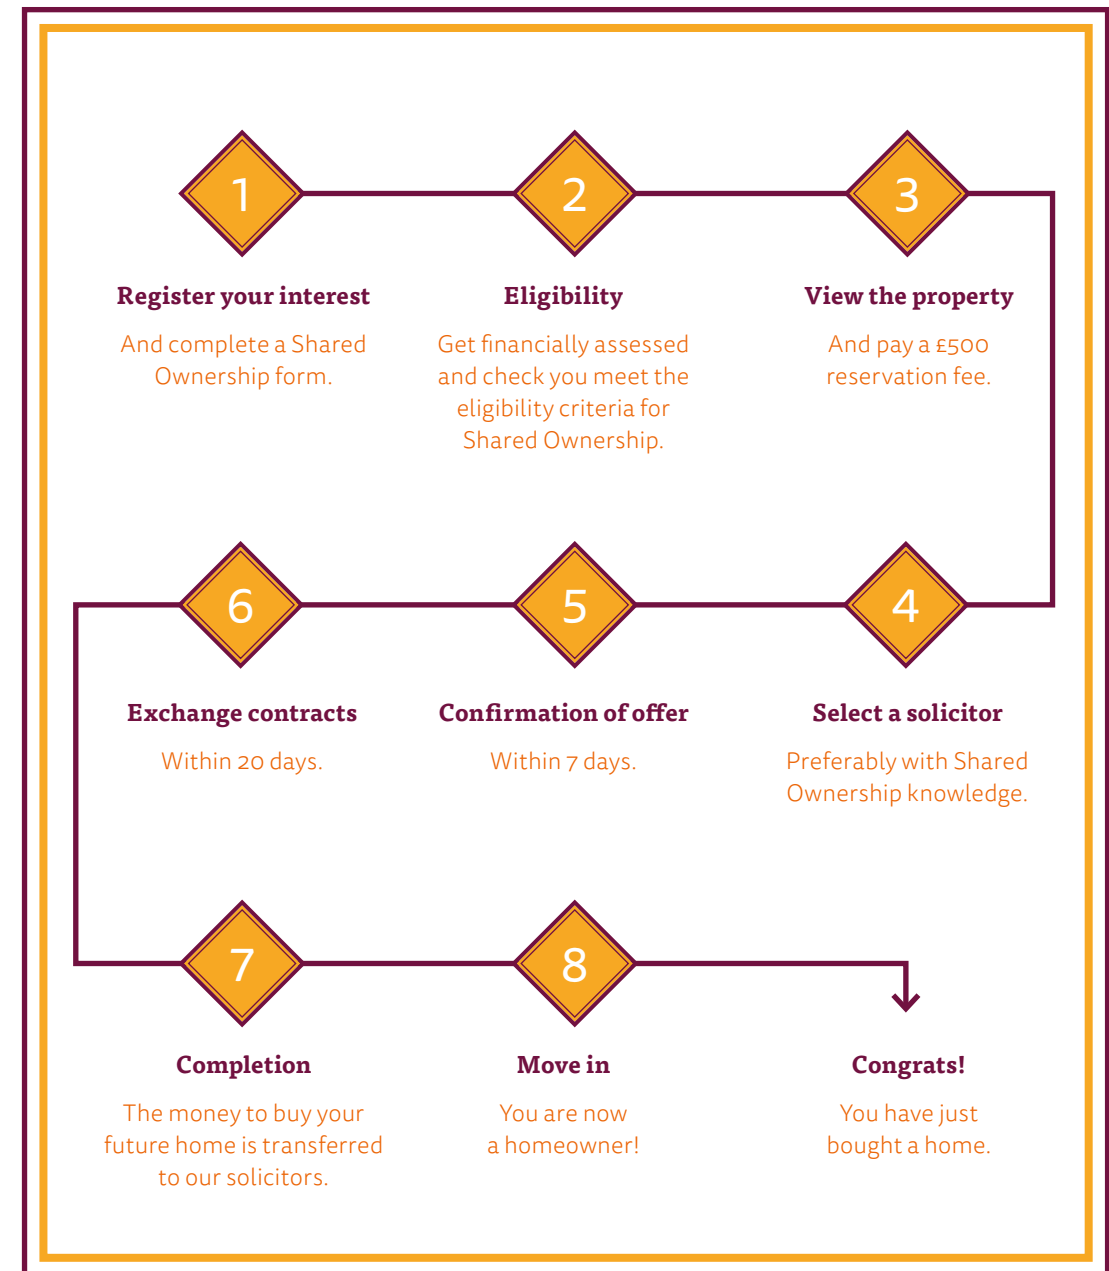 1
Register your interest
And complete a Shared
Ownership form.
2
Eligibility
Get financially assessed
and check you meet the
eligibility criteria for
Shared Ownership.
3
View the property
And pay a £500
reservation fee.
4
Select a solicitor
Preferably with Shared
Ownership knowledge.
5
Confirmation of offer
Within 7 days.
6
Exchange contracts
Within 20 days.
7
Completion
The money to buy your
future home is transferred
to our solicitors.
8
Move in
You are now
a homeowner!
Congrats!
You have just
bought a home.